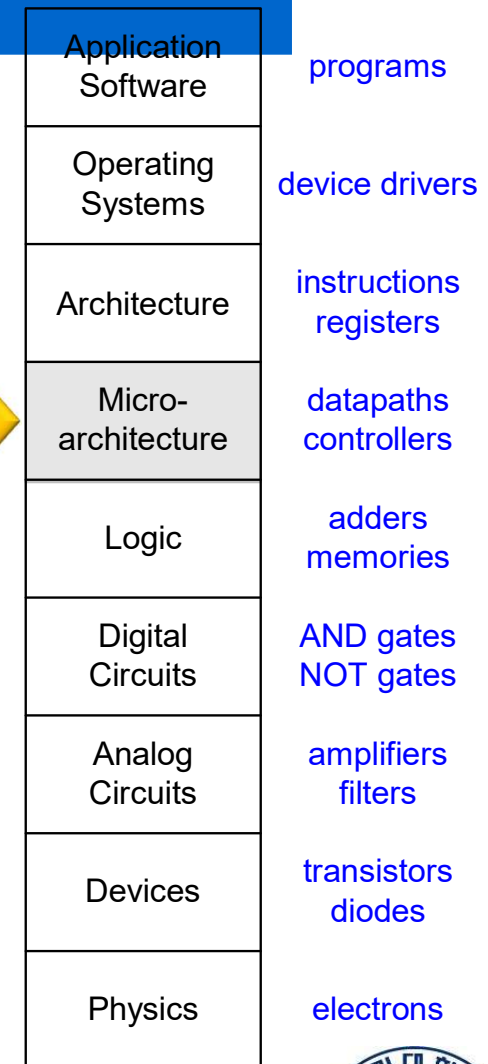 Application
Software
programs
Operating
Systems
device drivers
Architecture
instructions
registers
Micro-
architecture
datapaths
controllers
Logic
adders
memories
Digital
Circuits
AND gates
NOT gates
Analog
Circuits
amplifiers
filters
Devices
transistors
diodes
Physics
electrons